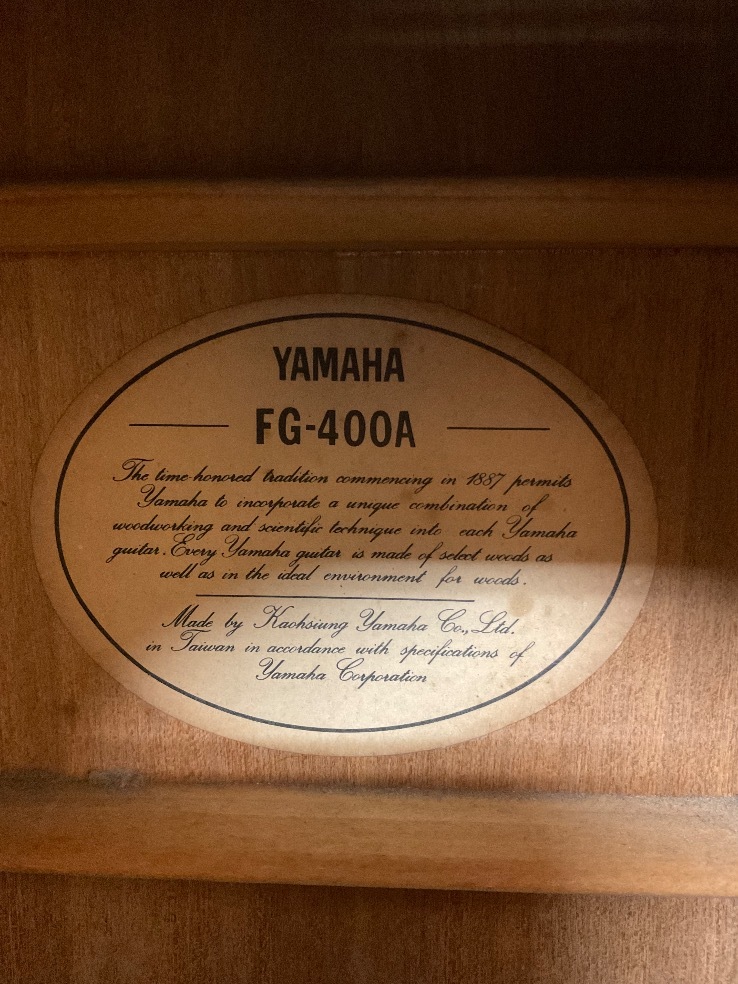 YAMAHA
FG-400A
The time-honored tradition commencing in 1887 permits
Yamaha to incorporate a unique combination of
woodworking and scientific technique into each Yamaha
guitar. Every Yamaha guitar is made of select woods as
well as in the ideal environment for woods.
Made by Kaohsiung Yamaha Co., Ltd.
in Taiwan in accordance with specifications of
Yamaha Corporation